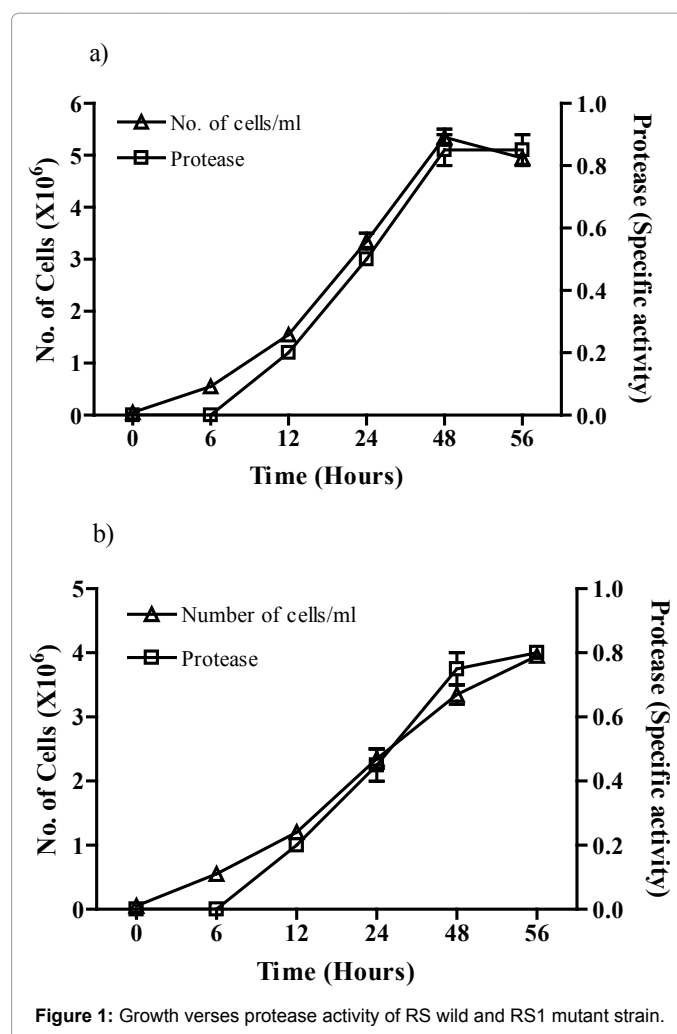 a)
No. of cells/ml
Protease
6
5
4
3
2
1
0
No. of Cells (X10⁶)
1.0
0.8
0.6
0.4
0.2
0.0
Protease (Specific activity)
0 6 12 24 48 56
Time (Hours)
b)
Number of cells/ml
Protease
5
4
3
2
1
0
No. of Cells (X10⁶)
1.0
0.8
0.6
0.4
0.2
0.0
Protease (Specific activity)
0 6 12 24 48 56
Time (Hours)
Figure 1: Growth verses protease activity of RS wild and RS1 mutant strain.